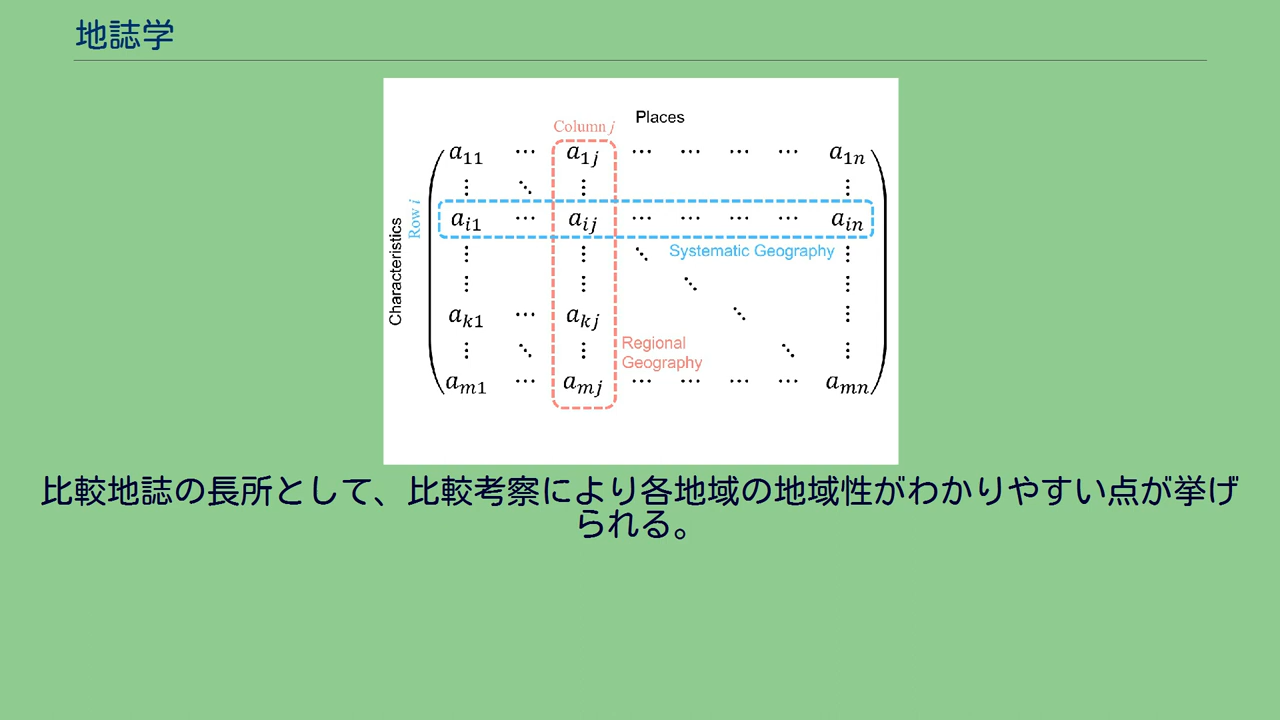 地誌学
Places
Column j
a11 ⋯ a1j ⋯ ⋯ ⋯ ⋯ a1n
⋮ ⋱ ⋮ ⋮
Characteristics
Row i
ai1 ⋯ aij ⋯ ⋯ ⋯ ⋯ ain
Systematic Geography
⋮ ⋮ ⋱ ⋮
⋮ ⋮ ⋱ ⋮
ak1 ⋯ akj ⋱ ⋮
Regional
Geography
⋮ ⋱ ⋮ ⋱ ⋮
am1 ⋯ amj ⋯ ⋯ ⋯ ⋯ amn
比較地誌の長所として、比較考察により各地域の地域性がわかりやすい点が挙げ
られる。